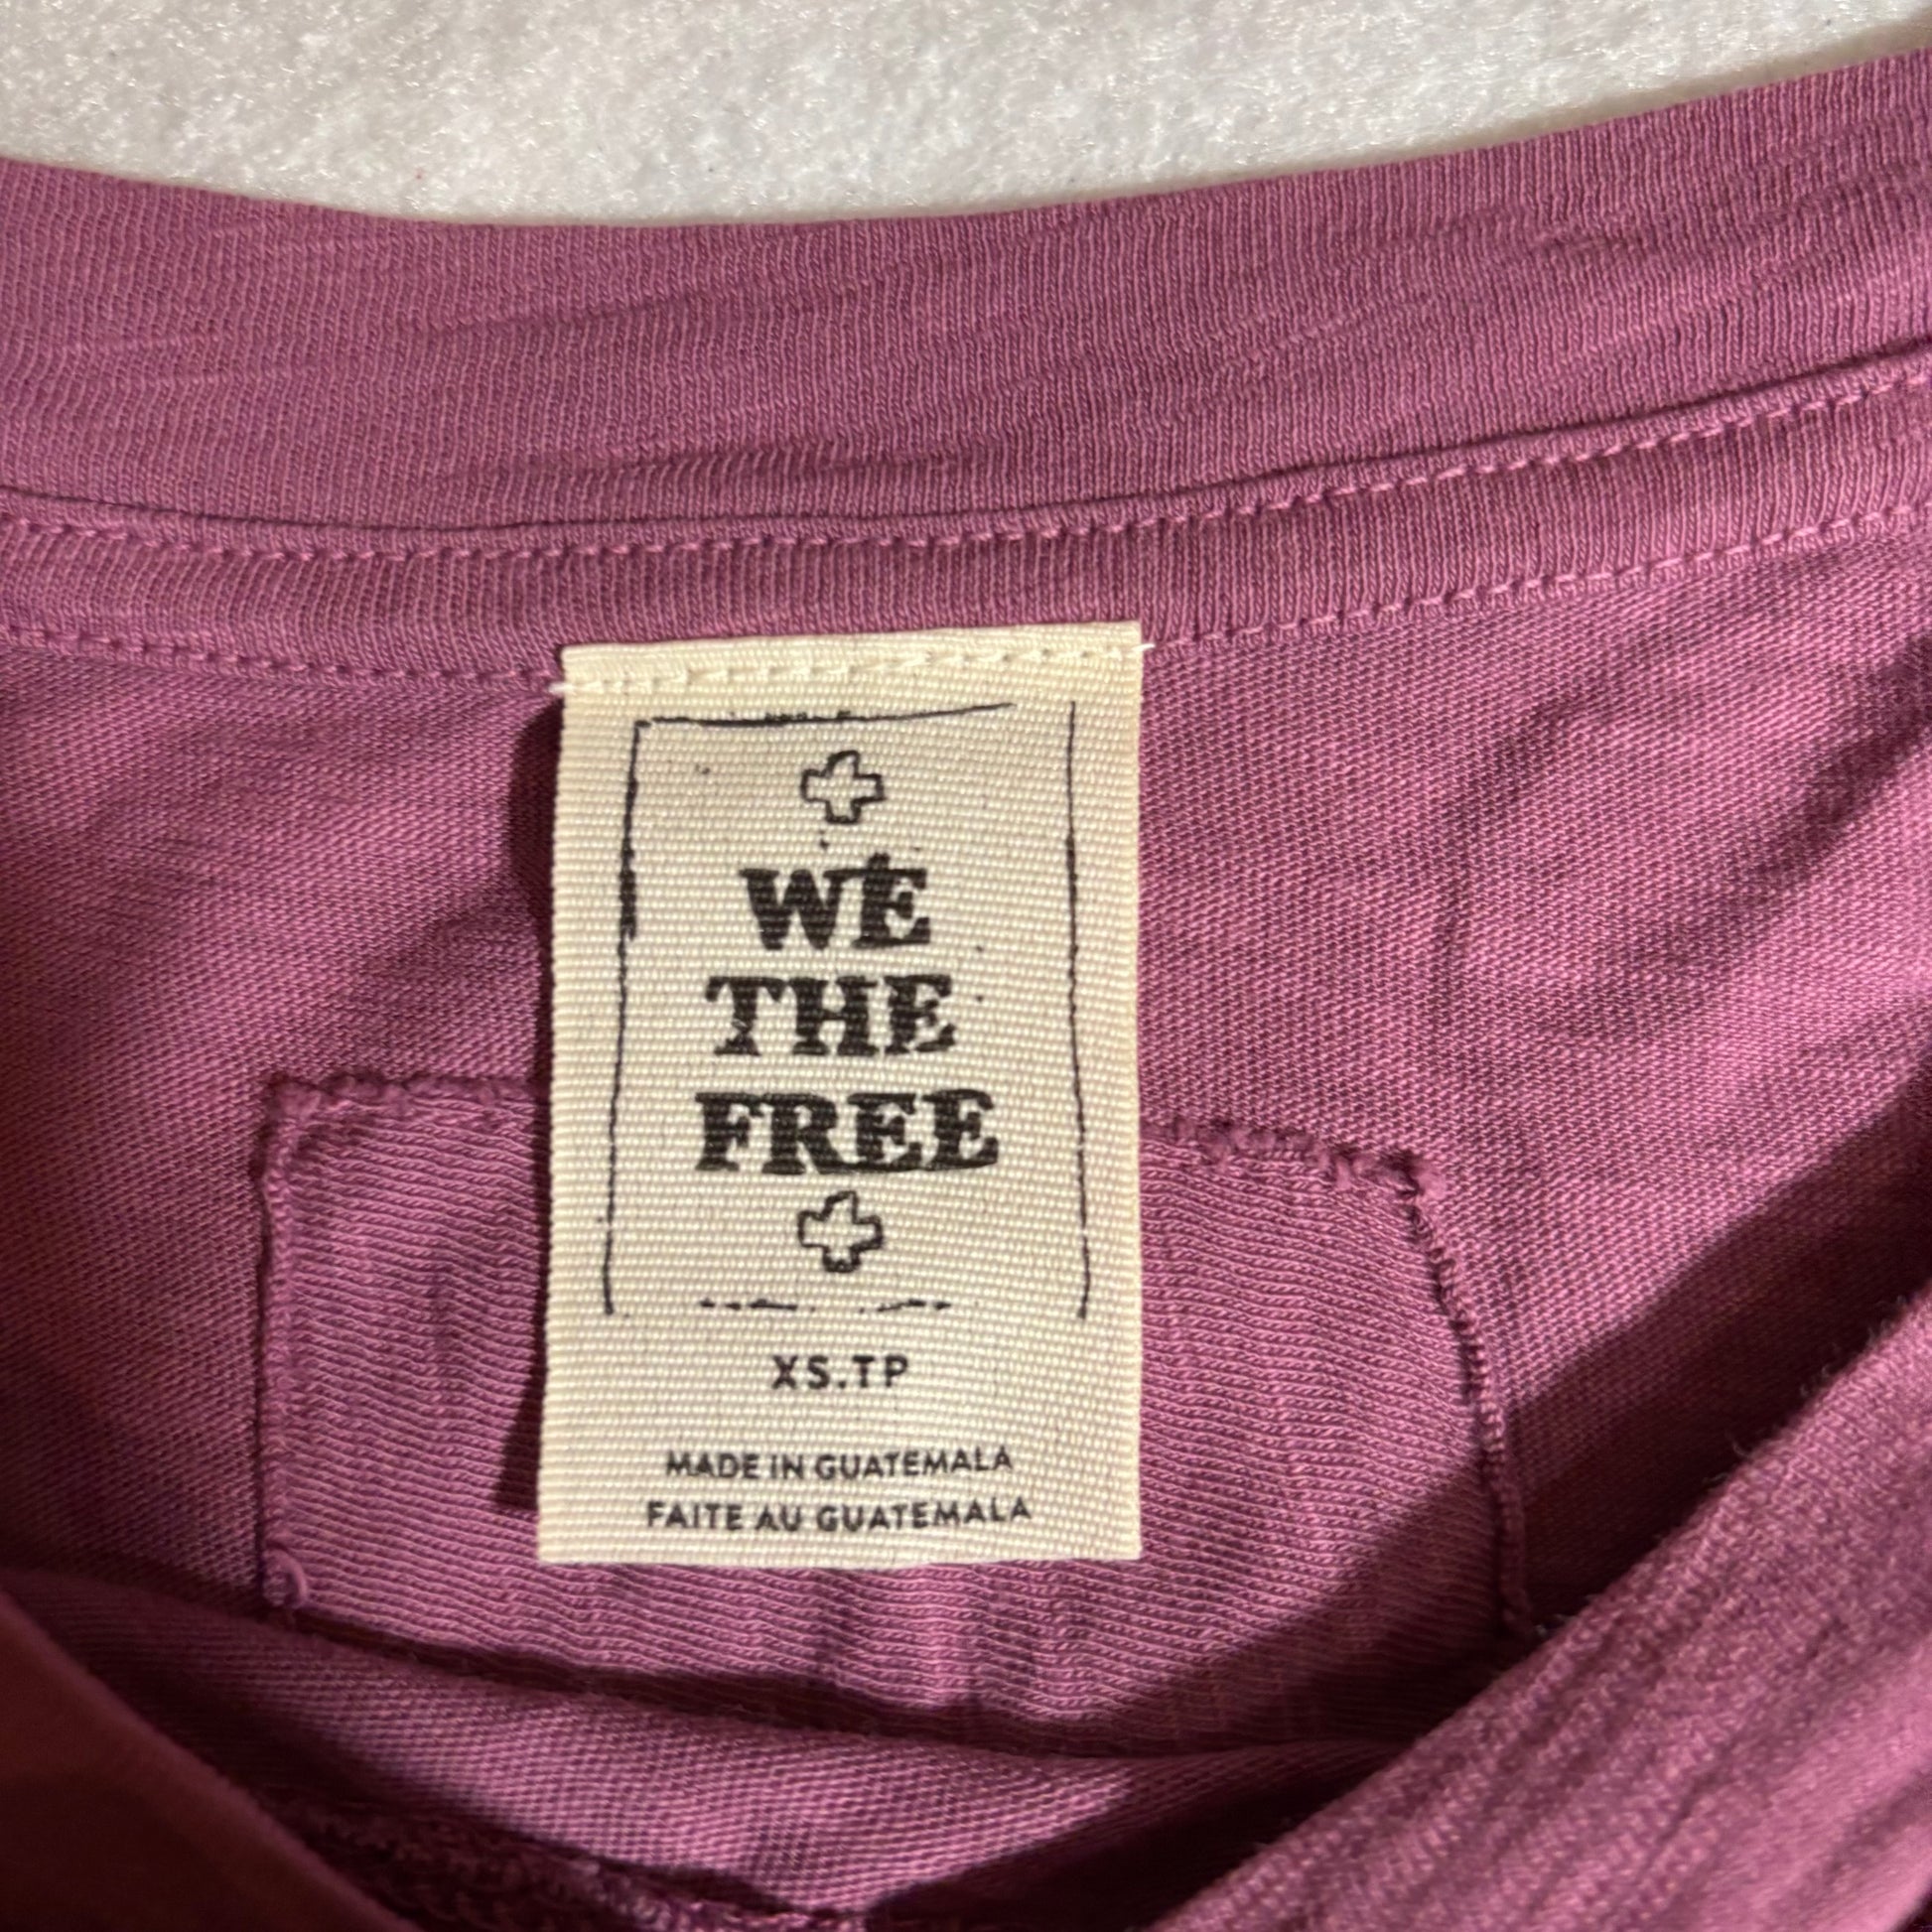 WE
THE
FREE
XS.TP
MADE IN GUATEMALA
FAITE AU GUATEMALA